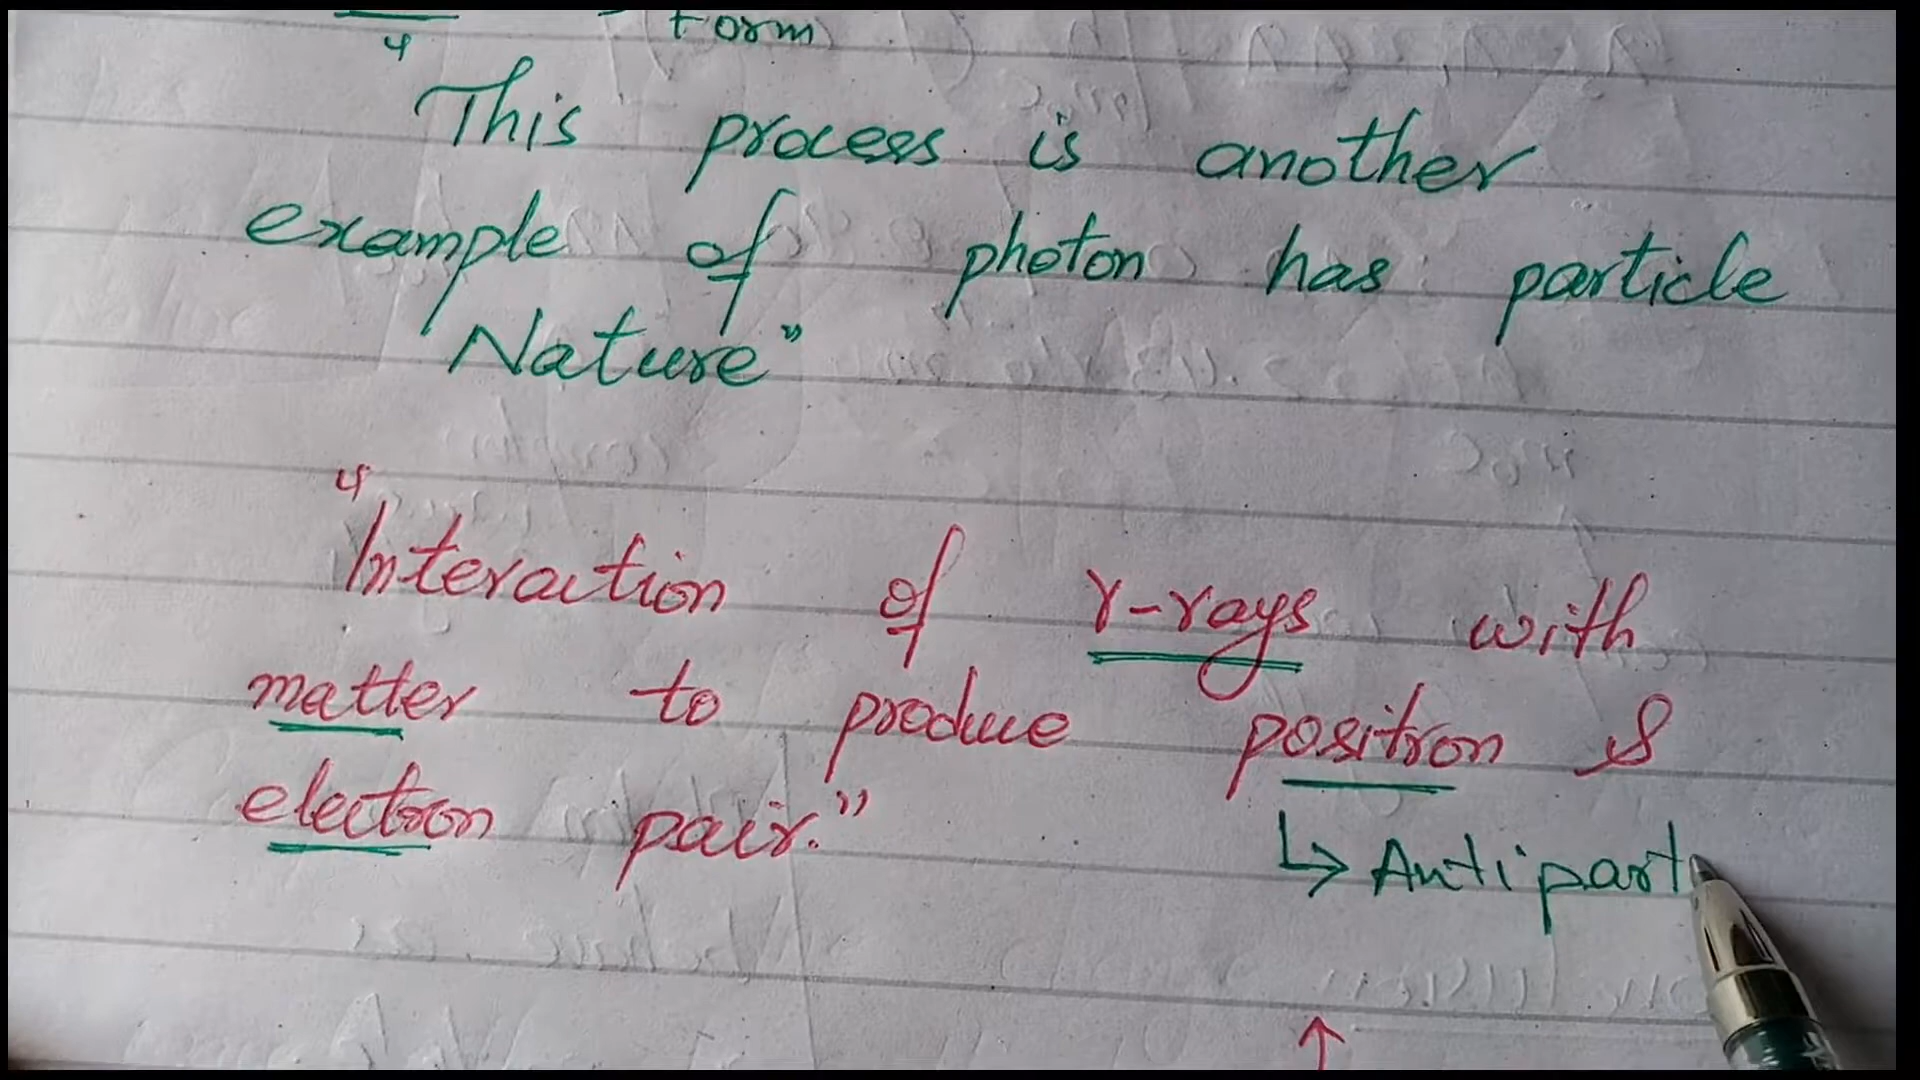 Form
"This process is another
example of photon has particle
Nature"
"Interaction of γ-rays with
matter to produce positron &
electron pair."
↳ Antipart